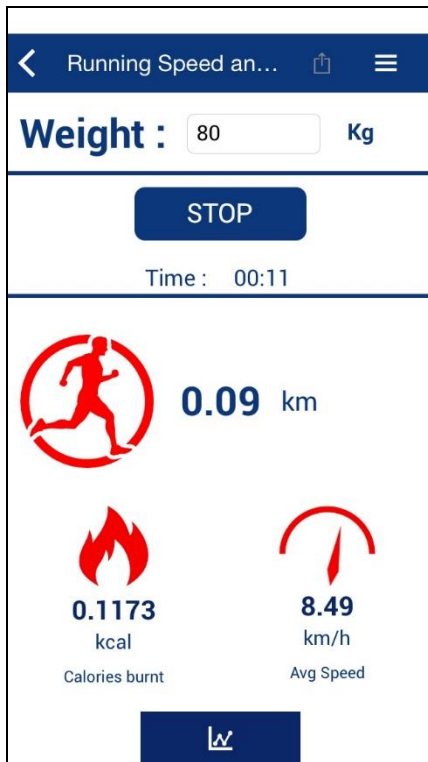 Running Speed an...
Weight : 80 Kg
STOP
Time : 00:11
0.09 km
0.1173
kcal
Calories burnt
8.49
km/h
Avg Speed